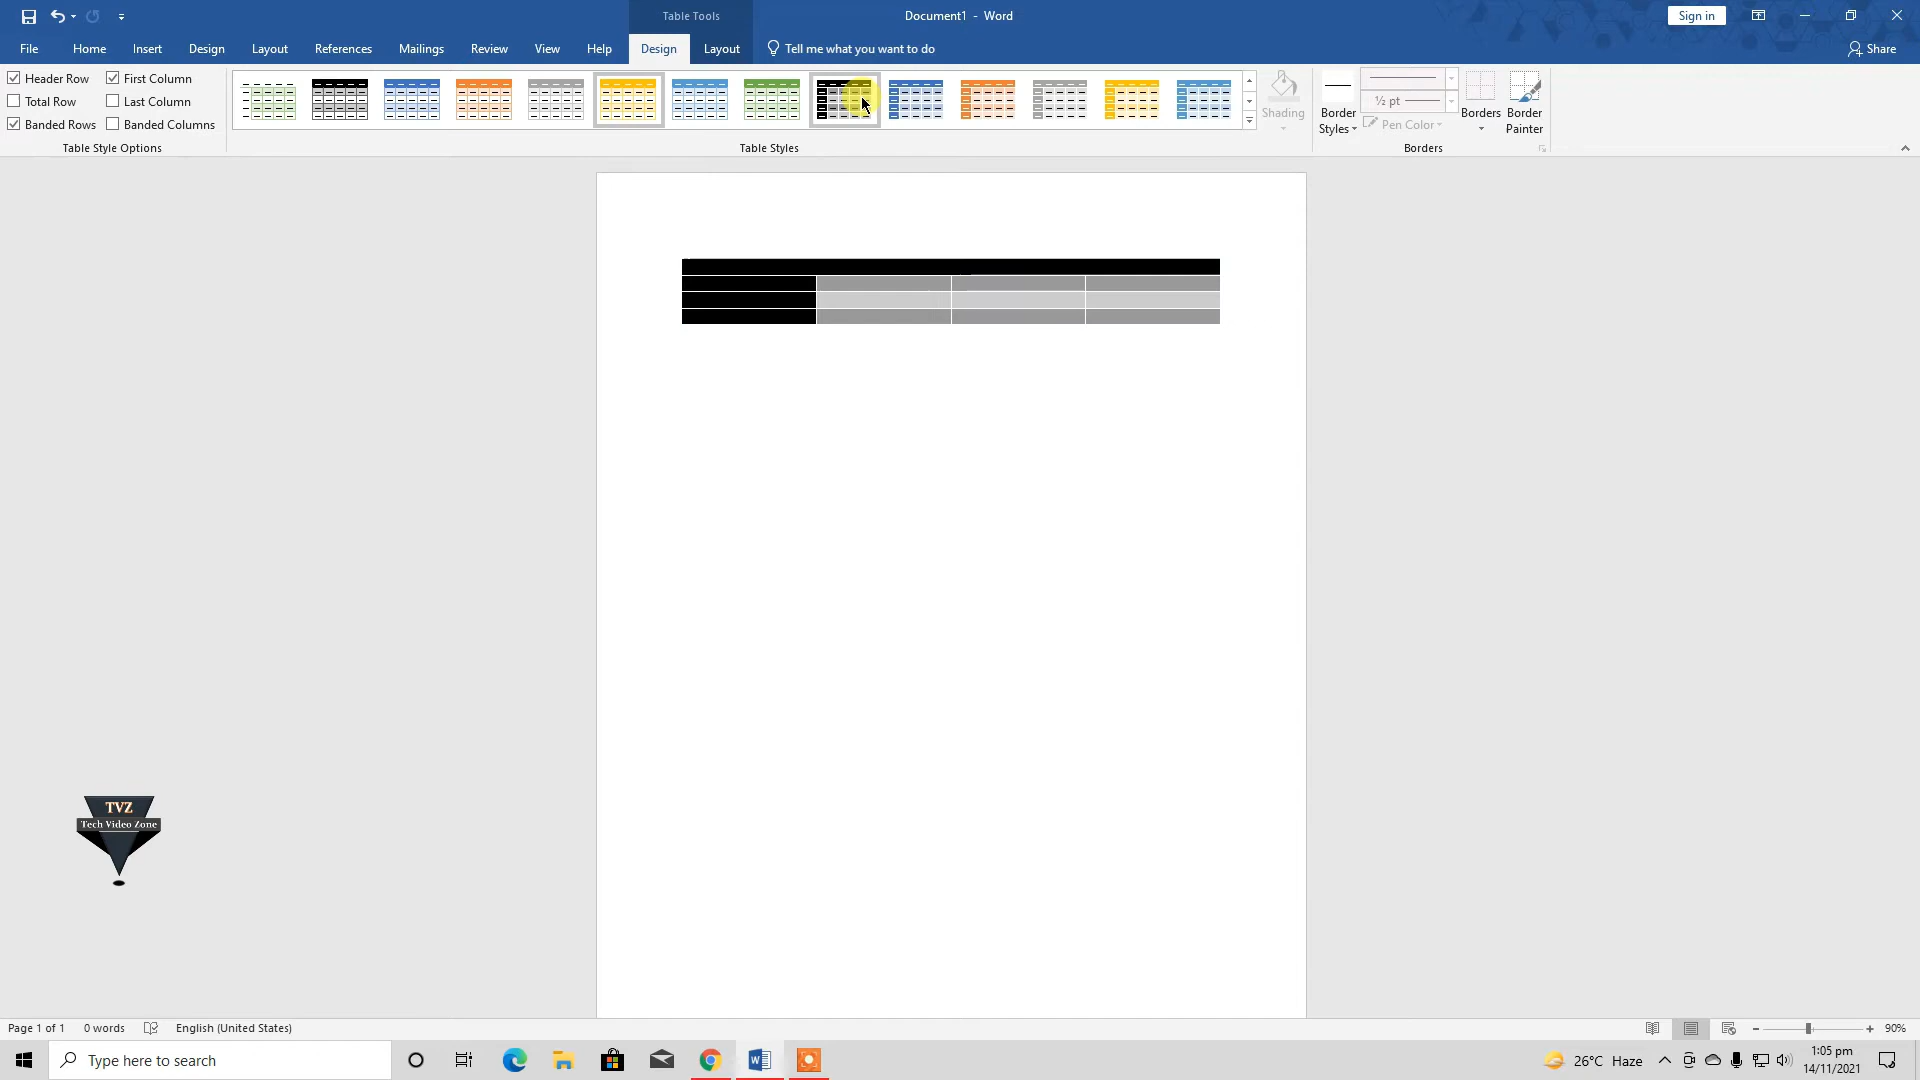 Table Tools
Document1 - Word
Sign in
File Home Insert Design Layout References Mailings Review View Help Design Layout Tell me what you want to do
Share
Header Row First Column
Total Row Last Column
Banded Rows Banded Columns
Table Style Options
Table Styles
Shading
Border Styles
½ pt
Pen Color
Borders
Border Painter
Borders
TVZ
Tech Video Zone
Page 1 of 1 0 words English (United States)
90%
Type here to search
26°C Haze
1:05 pm
14/11/2021